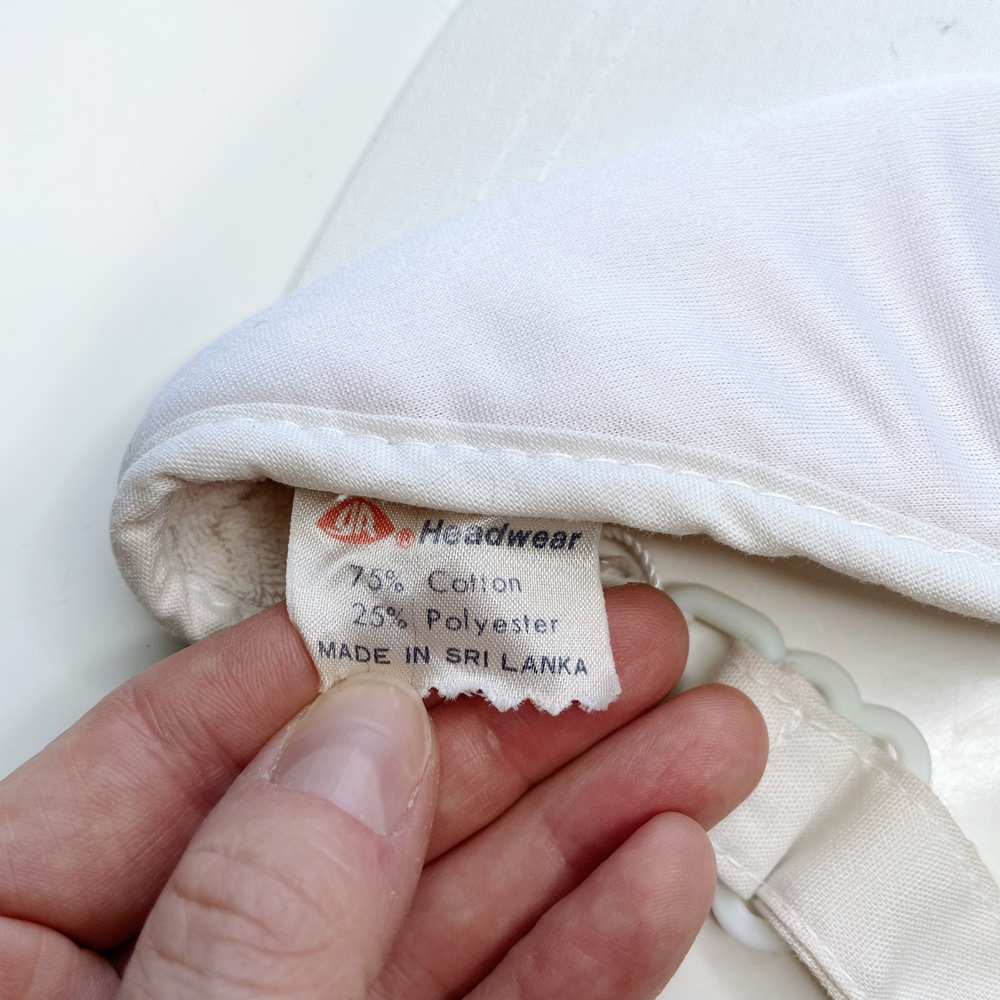 ® Headwear
75% Cotton
25% Polyester
MADE IN SRI LANKA